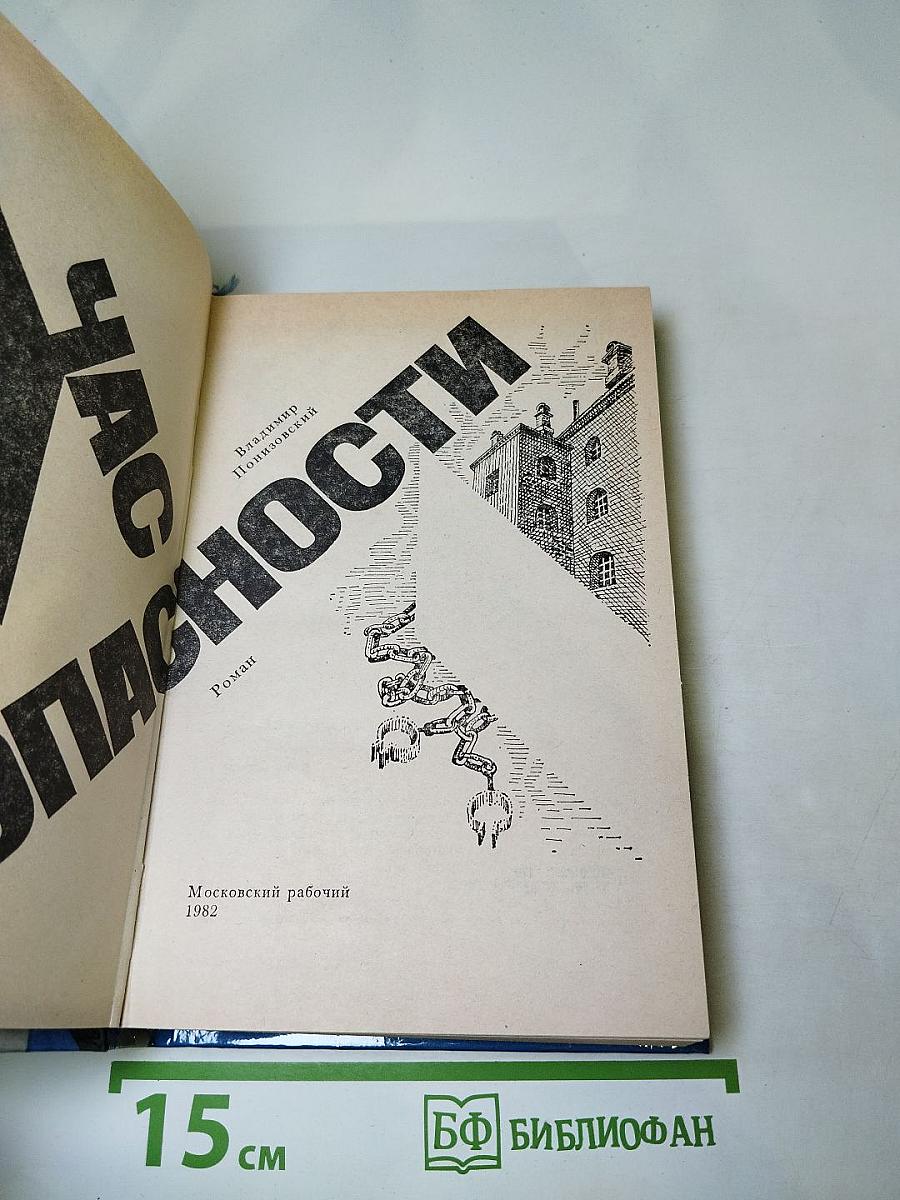 ЧАС
ОПАСНОСТИ
Владимир
Понизовский
Роман
Московский рабочий
1982
15 см
БФ БИБЛИОФАН